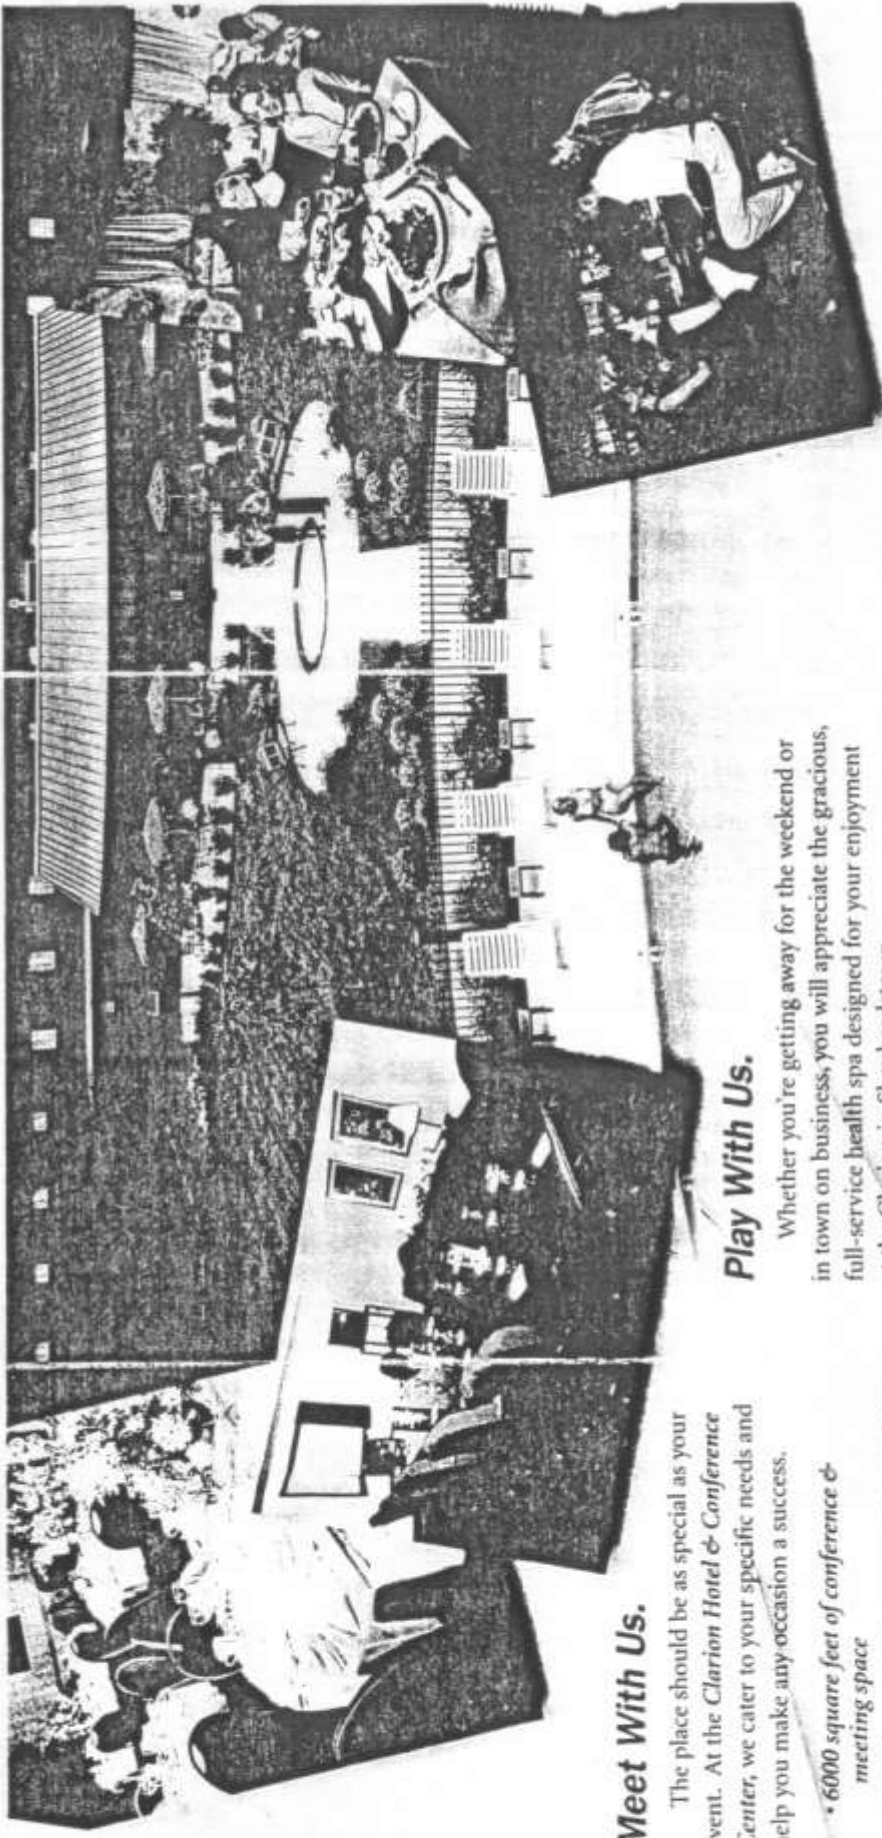 Meet With Us.
The place should be as special as your
vent. At the Clarion Hotel & Conference
enter, we cater to your specific needs and
elp you make any occasion a success.
• 6000 square feet of conference &
meeting space
Play With Us.
Whether you're getting away for the weekend or
in town on business, you will appreciate the gracious,
full-service health spa designed for your enjoyment